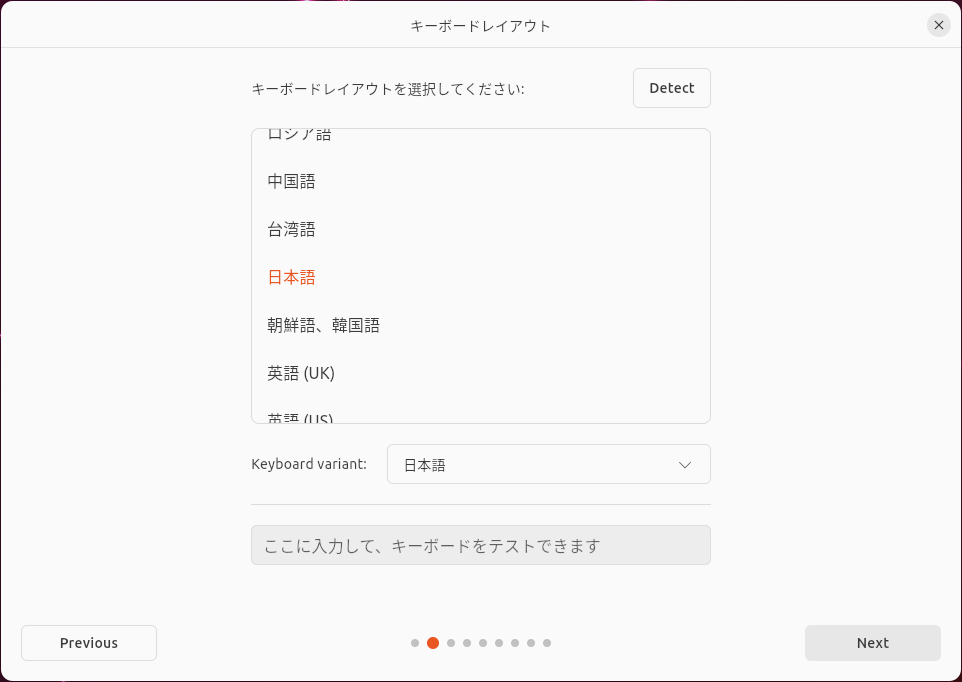 キーボードレイアウト
キーボードレイアウトを選択してください:
Detect
ロシア語
中国語
台湾語
日本語
朝鮮語、韓国語
英語 (UK)
英語 (US)
Keyboard variant:
日本語
ここに入力して、キーボードをテストできます
Previous
Next